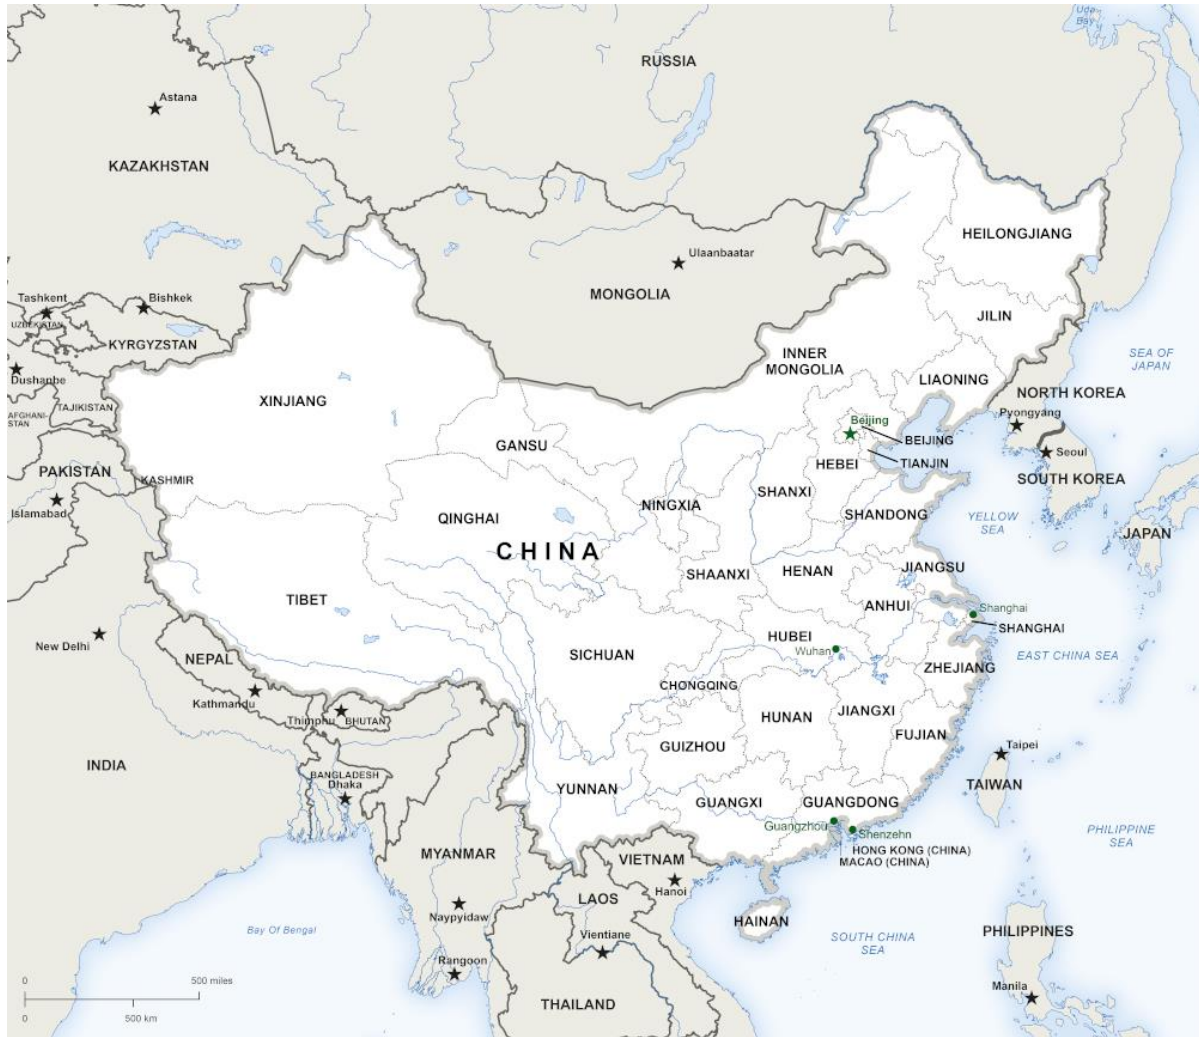 Uda
Bay
RUSSIA
Astana
KAZAKHSTAN
HEILONGJIANG
Ulaanbaatar
MONGOLIA
Tashkent
Bishkek
UZBEKISTAN
KYRGYZSTAN
JILIN
SEA OF
JAPAN
INNER
MONGOLIA
Dushanbe
LIAONING
NORTH KOREA
XINJIANG
TAJIKISTAN
AFGHANI-
STAN
Pyongyang
Beijing
BEIJING
GANSU
Seoul
HEBEI
TIANJIN
PAKISTAN
KASHMIR
SOUTH KOREA
SHANXI
Islamabad
NINGXIA
QINGHAI
SHANDONG
YELLOW
SEA
JAPAN
CHINA
SHAANXI
HENAN
JIANGSU
TIBET
ANHUI
Shanghai
SHANGHAI
New Delhi
HUBEI
Wuhan
SICHUAN
EAST CHINA SEA
NEPAL
ZHEJIANG
CHONGQING
Kathmandu
Thimphu
BHUTAN
HUNAN
JIANGXI
FUJIAN
GUIZHOU
Taipei
INDIA
BANGLADESH
Dhaka
YUNNAN
TAIWAN
GUANGXI
GUANGDONG
Guangzhou
Shenzehn
PHILIPPINE
SEA
HONG KONG (CHINA)
MACAO (CHINA)
MYANMAR
VIETNAM
Hanoi
LAOS
Naypyidaw
HAINAN
Bay Of Bengal
Vientiane
SOUTH CHINA
SEA
PHILIPPINES
Rangoon
0
500 miles
Manila
THAILAND
0
500 km